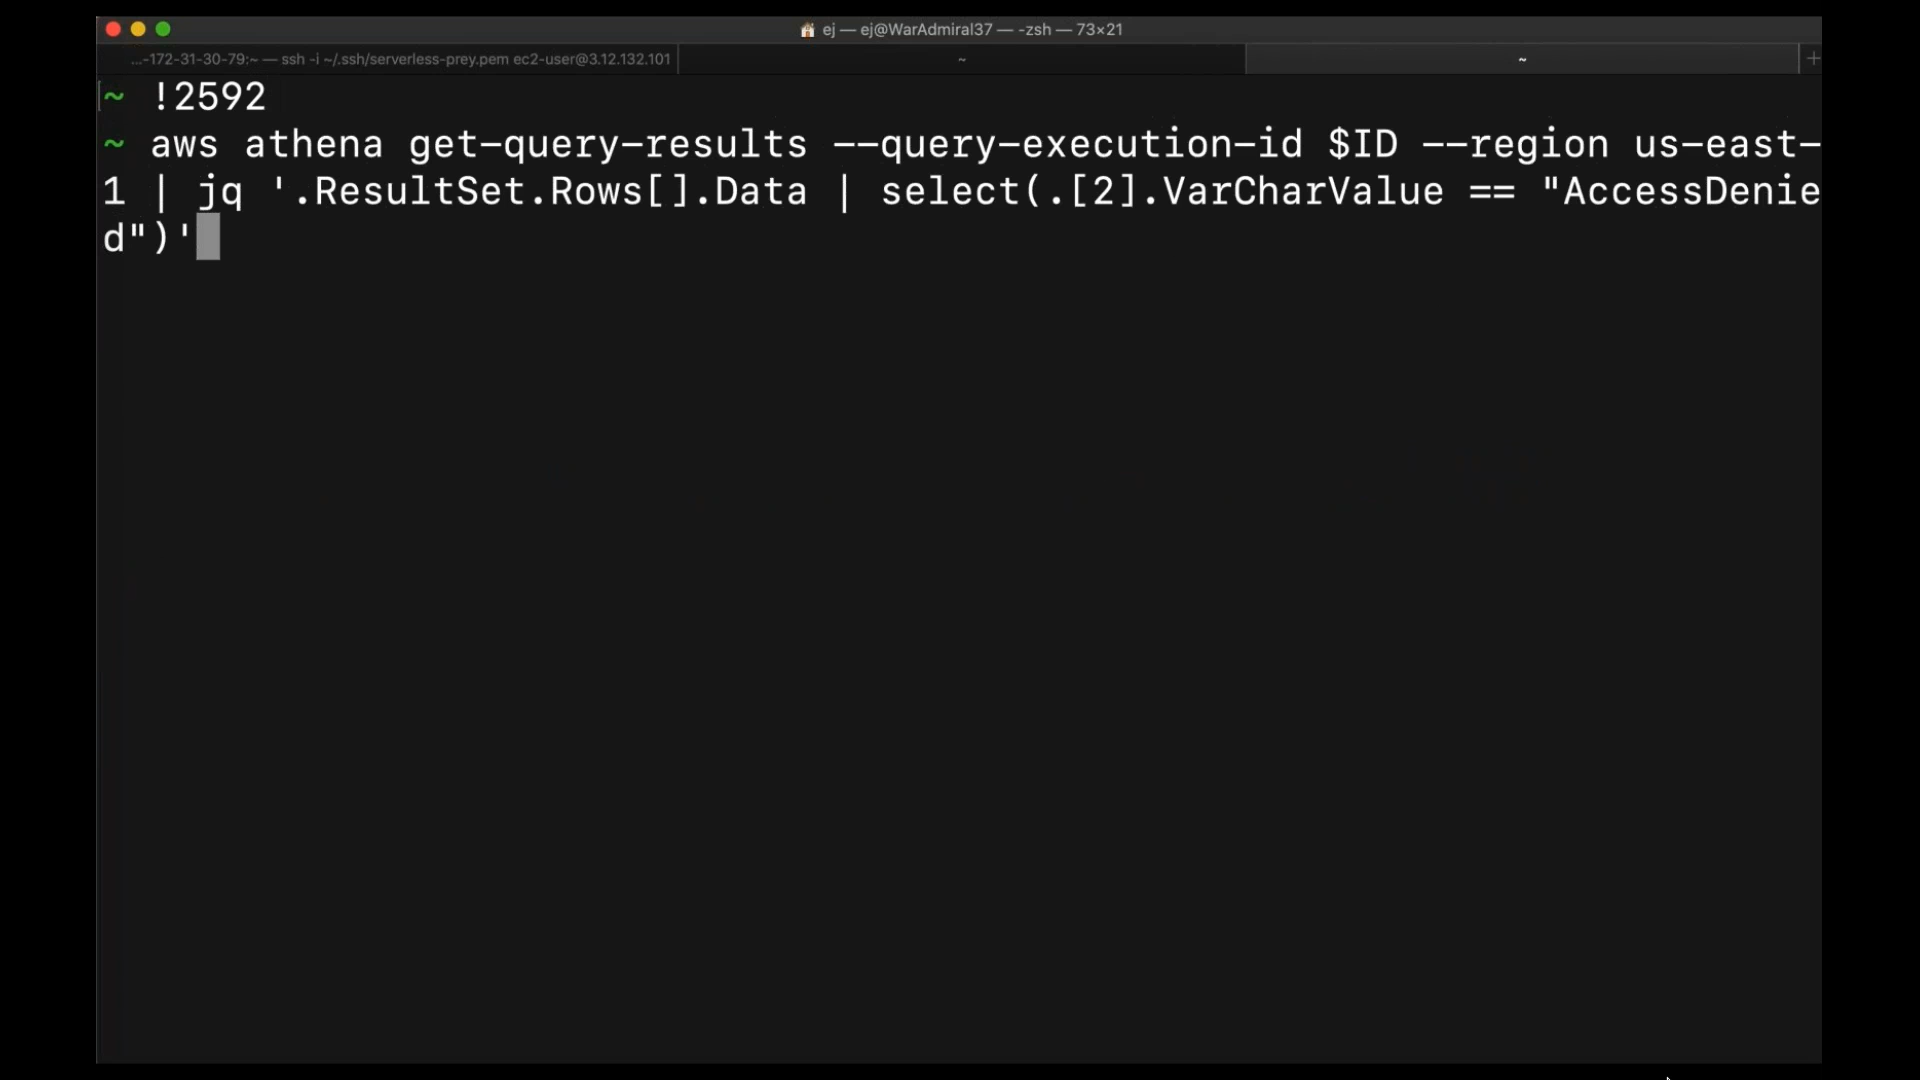 ej — ej@WarAdmiral37 — -zsh — 73×21
...-172-31-30-79:~ — ssh -i ~/.ssh/serverless-prey.pem ec2-user@3.12.132.101 ~ ~ +
~ !2592
~ aws athena get-query-results --query-execution-id $ID --region us-east-
1 | jq '.ResultSet.Rows[].Data | select(.[2].VarCharValue == "AccessDenie
d")'